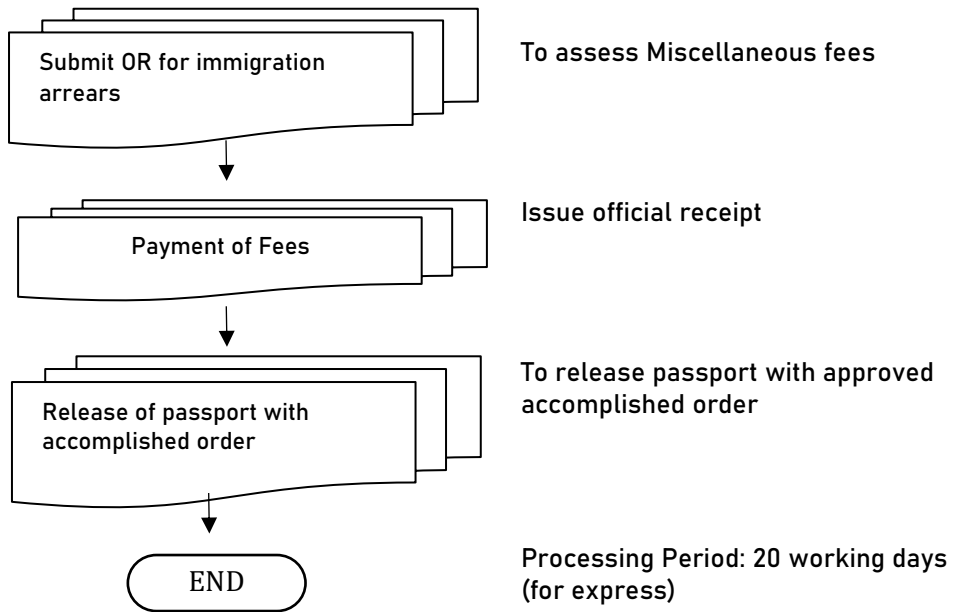 Submit OR for immigration
arrears
To assess Miscellaneous fees
Payment of Fees
Issue official receipt
Release of passport with
accomplished order
To release passport with approved
accomplished order
END
Processing Period: 20 working days
(for express)